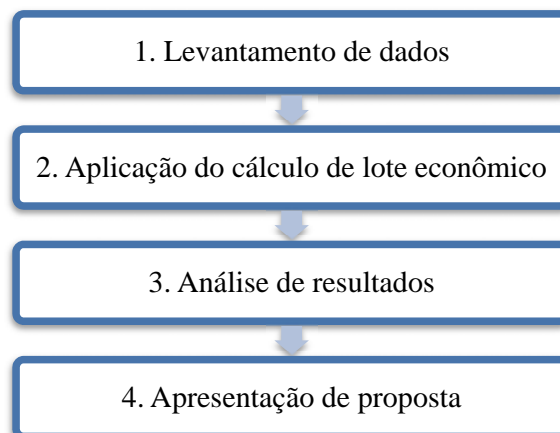 1. Levantamento de dados
2. Aplicação do cálculo de lote econômico
3. Análise de resultados
4. Apresentação de proposta